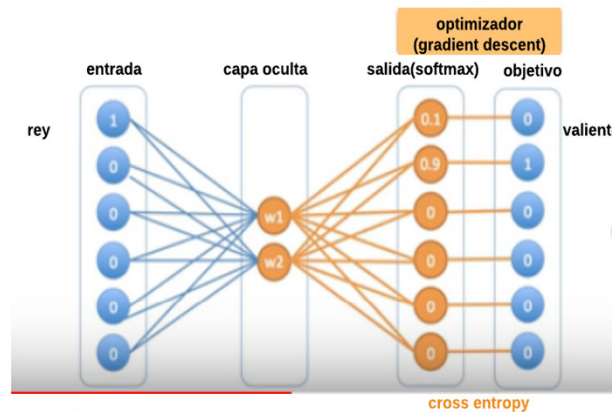 optimizador
(gradient descent)
entrada
capa oculta
salida(softmax)
objetivo
rey
1
0.1
0
valient
0
0.9
1
0
w1
0
0
0
w2
0
0
0
0
0
0
0
0
cross entropy